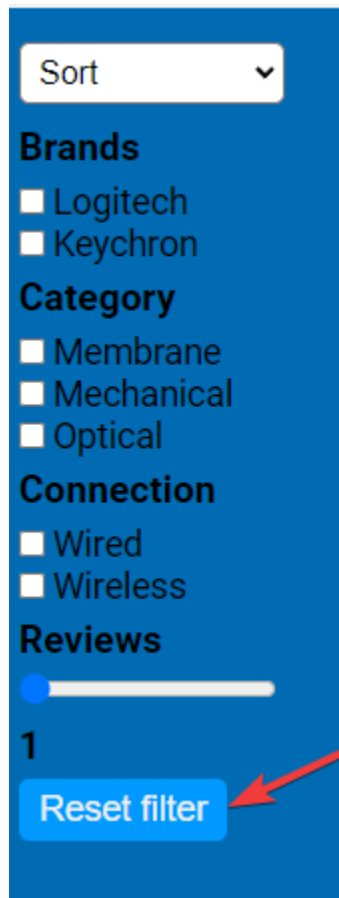 Sort
Brands
Logitech
Keychron
Category
Membrane
Mechanical
Optical
Connection
Wired
Wireless
Reviews
1
Reset filter